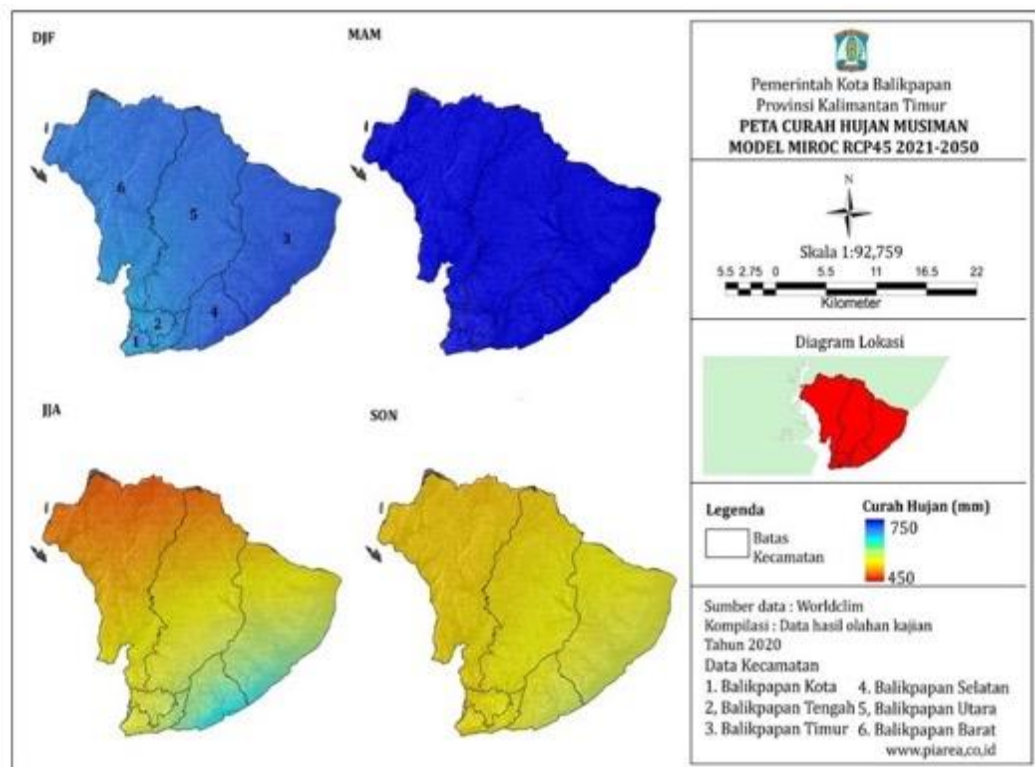 DJF
MAM
6
5
3
4
2
1
JJA
SON
Pemerintah Kota Balikpapan
Provinsi Kalimantan Timur
PETA CURAH HUJAN MUSIMAN
MODEL MIROC RCP45 2021-2050
N
Skala 1:92,759
5.5 2.75 0 5.5 11 16.5 22
Kilometer
Diagram Lokasi
Legenda
Batas
Kecamatan
Curah Hujan (mm)
750
450
Sumber data : Worldclim
Kompilasi : Data hasil olahan kajian
Tahun 2020
Data Kecamatan
1. Balikpapan Kota 4. Balikpapan Selatan
2, Balikpapan Tengah 5, Balikpapan Utara
3. Balikpapan Timur 6. Balikpapan Barat
www.piarea,co,id